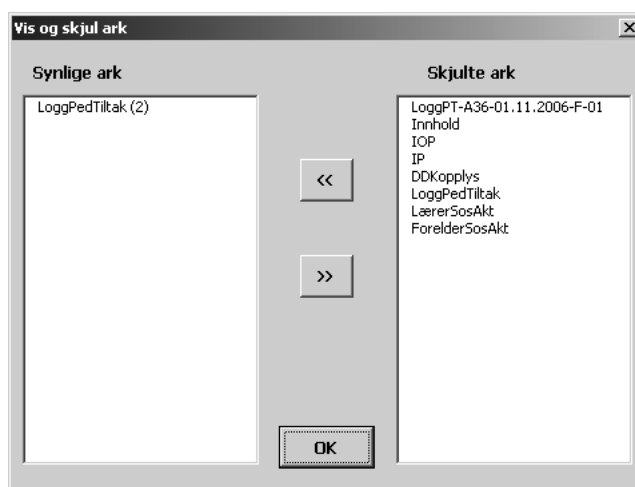 Vis og skjul ark
Synlige ark
LoggPedTiltak (2)
<<
>>
OK
Skjulte ark
LoggPT-A36-01.11.2006-F-01
Innhold
IOP
IP
DDKopplys
LoggPedTiltak
LærerSosAkt
ForelderSosAkt